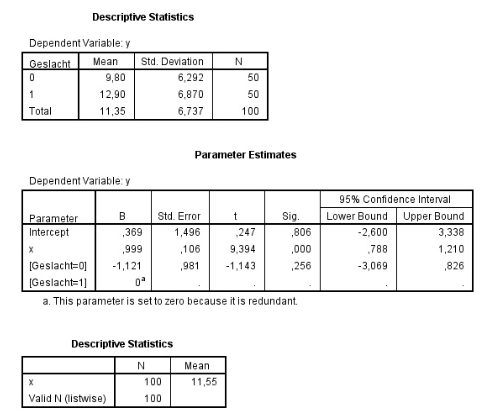 Descriptive Statistics
Dependent Variable: y
Geslacht Mean Std. Deviation N
0 9,80 6,292 50
1 12,90 6,870 50
Total 11,35 6,737 100
Parameter Estimates
Dependent Variable: y
95% Confidence Interval
Parameter B Std. Error t Sig. Lower Bound Upper Bound
Intercept ,369 1,496 ,247 ,806 -2,600 3,338
x ,999 ,106 9,394 ,000 ,788 1,210
[Geslacht=0] -1,121 ,981 -1,143 ,256 -3,069 ,826
[Geslacht=1] 0a . . . . .
a. This parameter is set to zero because it is redundant.
Descriptive Statistics
N Mean
x 100 11,55
Valid N (listwise) 100